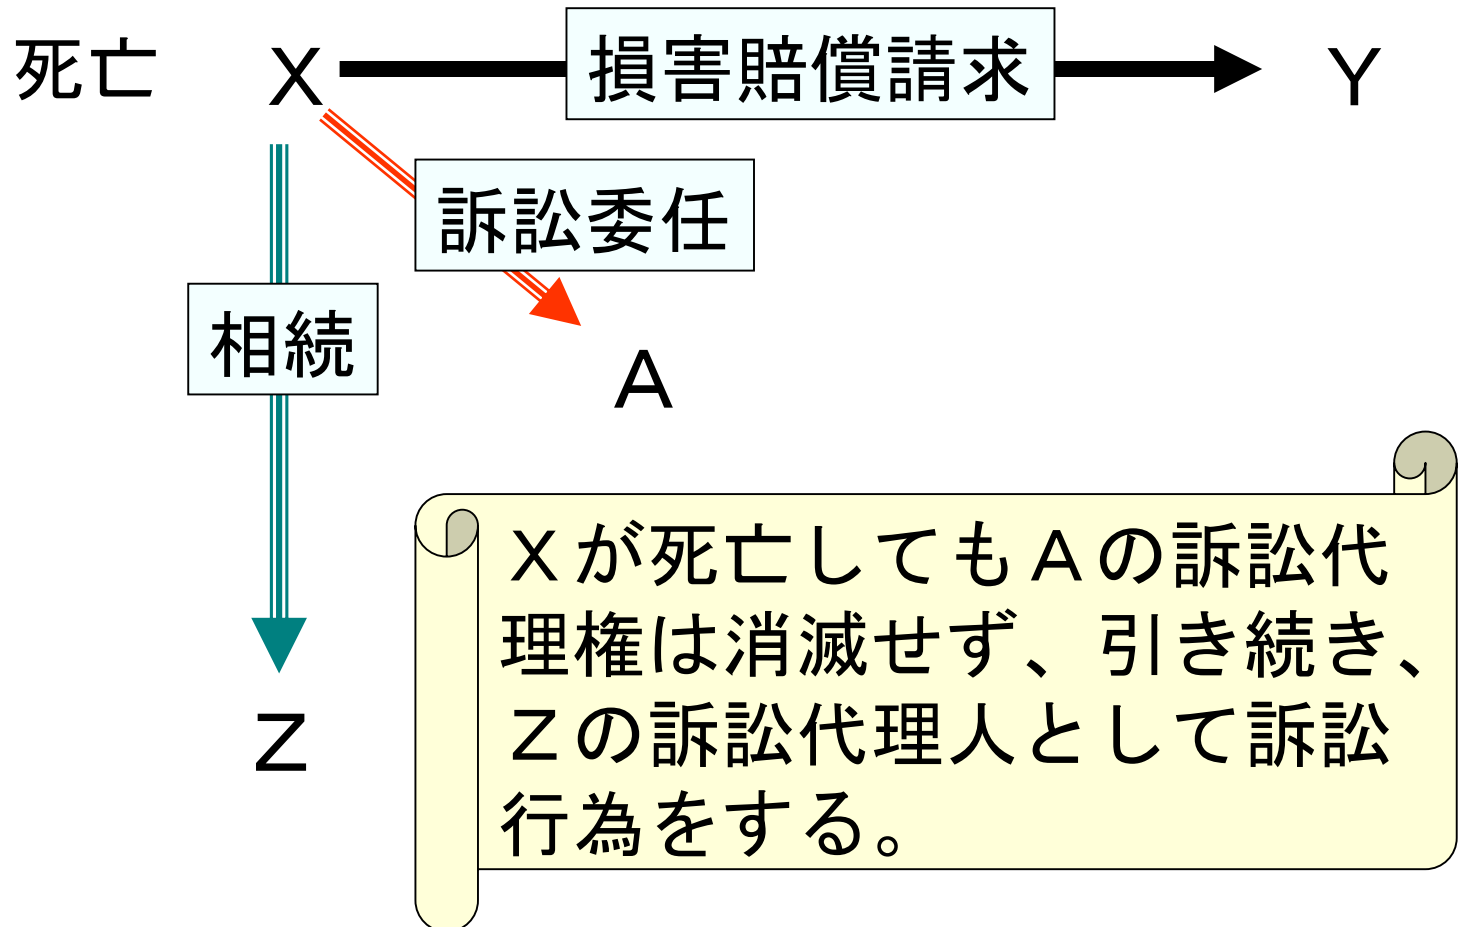 死亡 Ｘ 損害賠償請求 Ｙ
訴訟委任
相続
Ａ
Ｚ
Ｘが死亡してもＡの訴訟代
理権は消滅せず、引き続き、
Ｚの訴訟代理人として訴訟
行為をする。